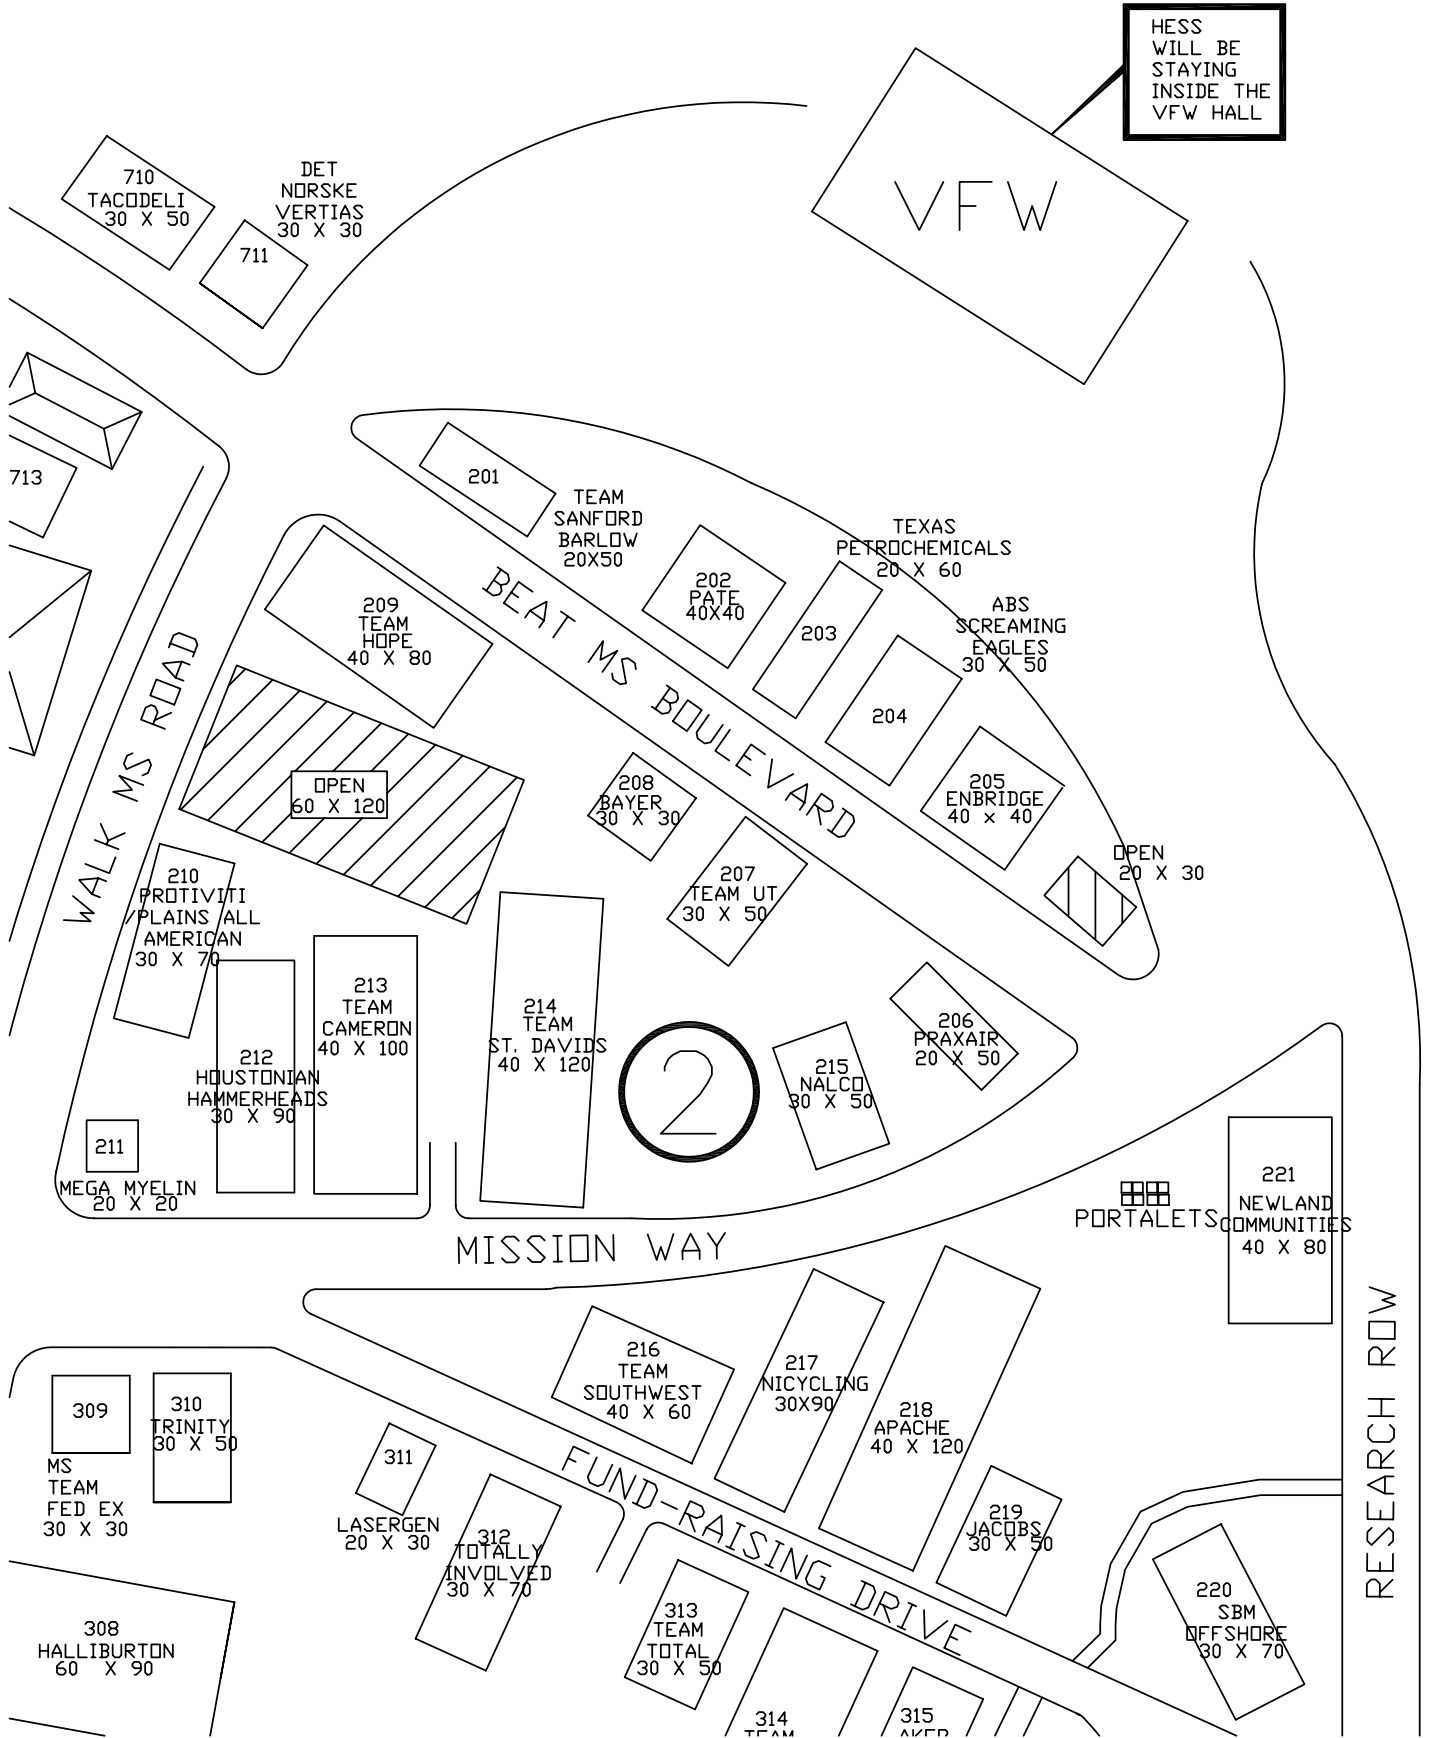 HESS
WILL BE
STAYING
INSIDE THE
VFW HALL
VFW
710
TACODELI
30 X 50
DET
NORSKE
VERTIAS
30 X 30
711
713
201
TEAM
SANFORD
BARLOW
20X50
202
PATE
40X40
TEXAS
PETROCHEMICALS
20 X 60
203
ABS
SCREAMING
EAGLES
30 X 50
204
205
ENBRIDGE
40 x 40
OPEN
20 X 30
BEAT MS BOULEVARD
209
TEAM
HOPE
40 X 80
WALK MS ROAD
OPEN
60 X 120
208
BAYER
30 X 30
207
TEAM UT
30 X 50
206
PRAXAIR
20 X 50
210
PROTIVITI
/PLAINS ALL
AMERICAN
30 X 70
213
TEAM
CAMERON
40 X 100
214
TEAM
ST. DAVIDS
40 X 120
2
215
NALCO
30 X 50
212
HOUSTONIAN
HAMMERHEADS
30 X 90
211
MEGA MYELIN
20 X 20
MISSION WAY
PORTALETS
221
NEWLAND
COMMUNITIES
40 X 80
RESEARCH ROW
216
TEAM
SOUTHWEST
40 X 60
217
NICYCLING
30X90
218
APACHE
40 X 120
219
JACOBS
30 X 50
220
SBM
OFFSHORE
30 X 70
FUND-RAISING DRIVE
309
MS
TEAM
FED EX
30 X 30
310
TRINITY
30 X 50
311
LASERGEN
20 X 30
312
TOTALLY
INVOLVED
30 X 70
308
HALLIBURTON
60 X 90
313
TEAM
TOTAL
30 X 50
314
TEAM
315
AKER